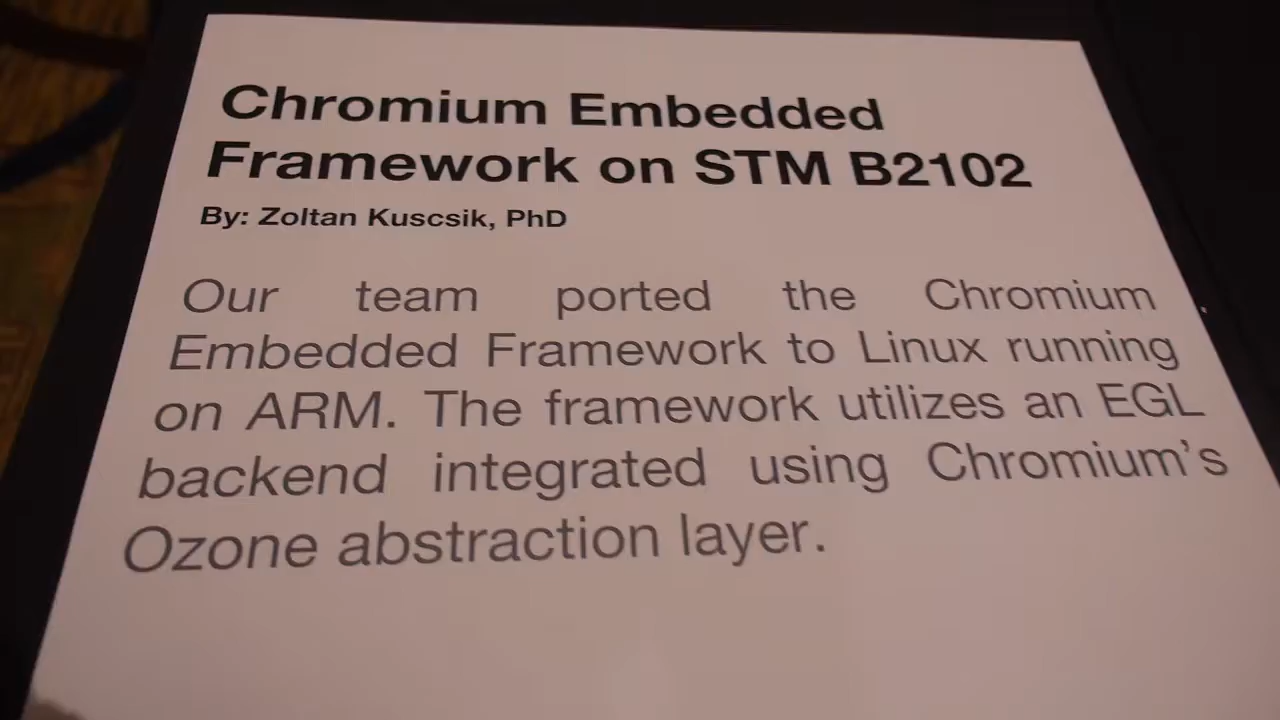 Chromium Embedded
Framework on STM B2102
By: Zoltan Kuscsik, PhD
Our team ported the Chromium
Embedded Framework to Linux running
on ARM. The framework utilizes an EGL
backend integrated using Chromium's
Ozone abstraction layer.